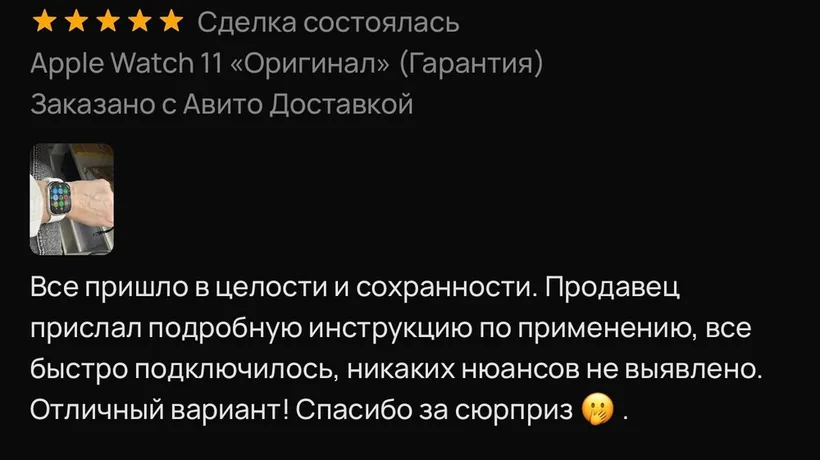 Сделка состоялась
Apple Watch 11 «Оригинал» (Гарантия)
Заказано с Авито Доставкой
Все пришло в целости и сохранности. Продавец
прислал подробную инструкцию по применению, все
быстро подключилось, никаких нюансов не выявлено.
Отличный вариант! Спасибо за сюрприз 🤭 .